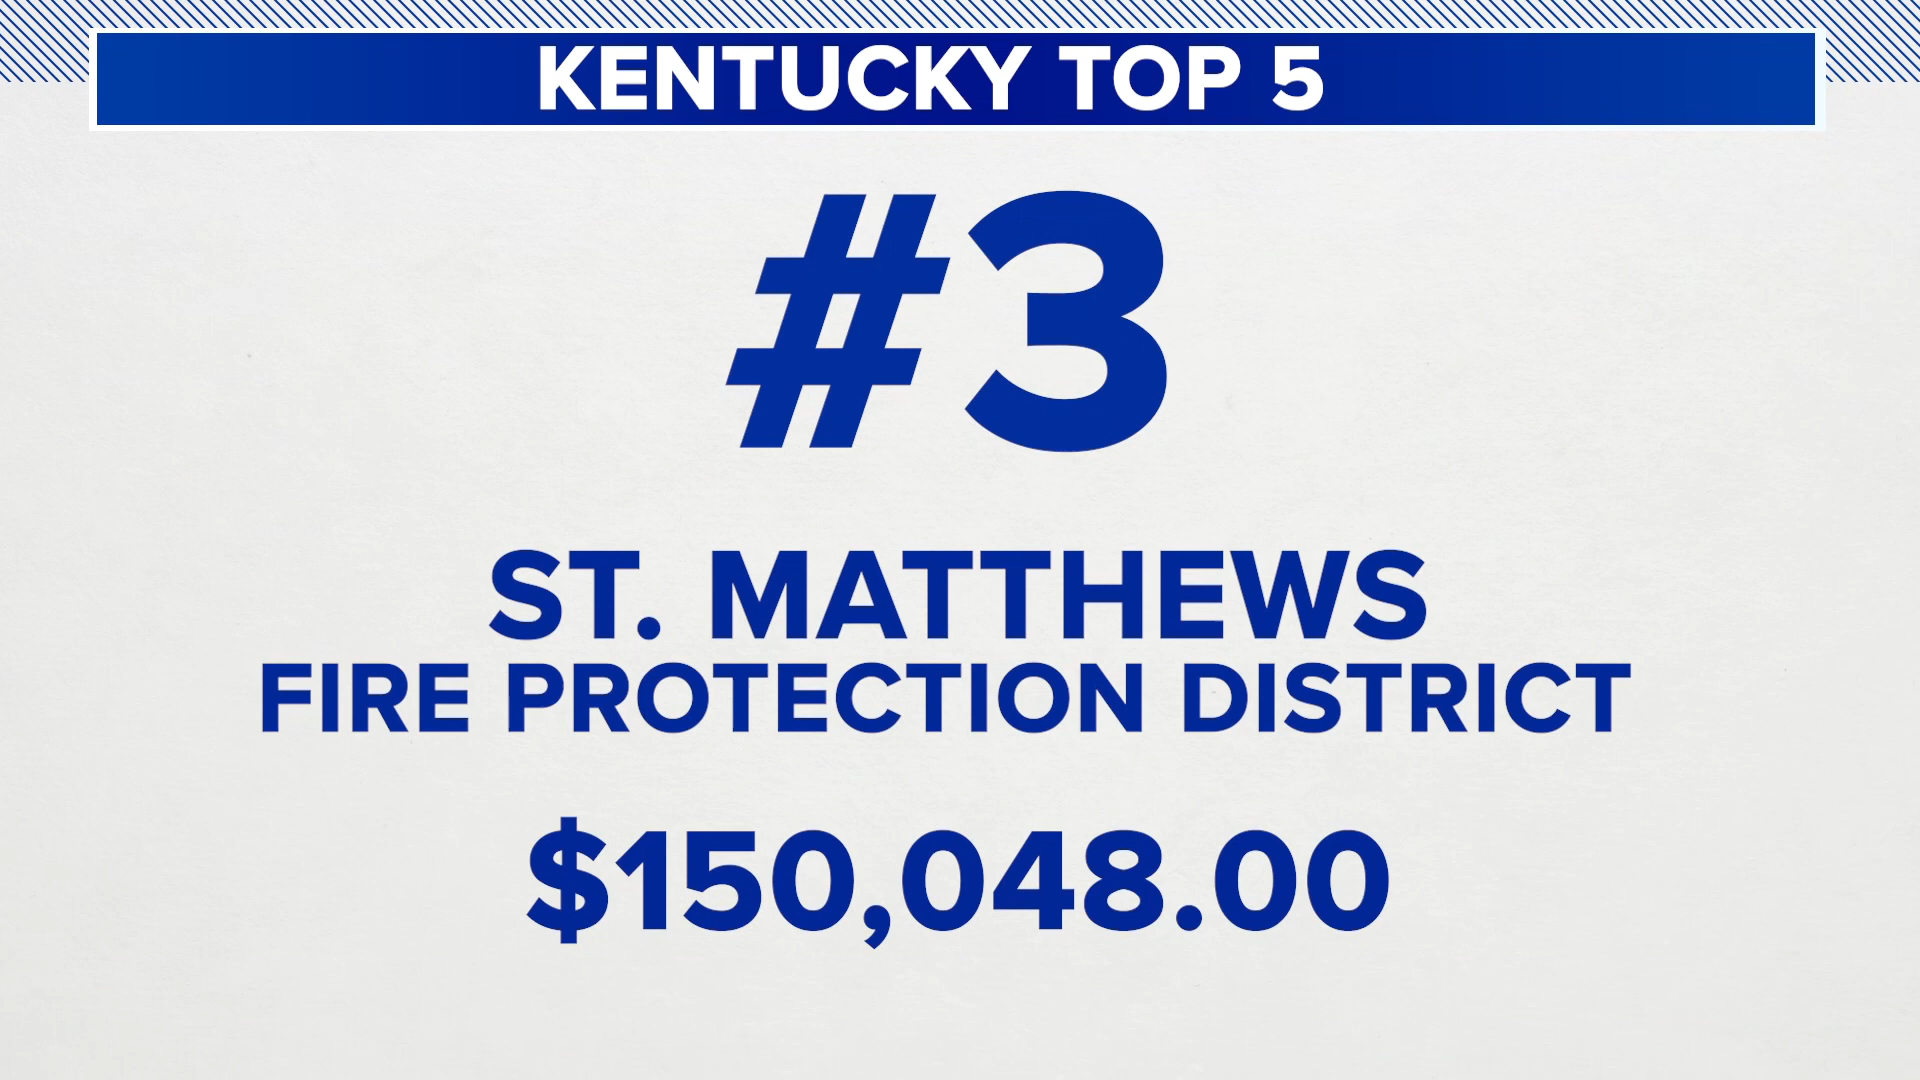 KENTUCKY TOP 5
#3
ST. MATTHEWS
FIRE PROTECTION DISTRICT
$150,048.00